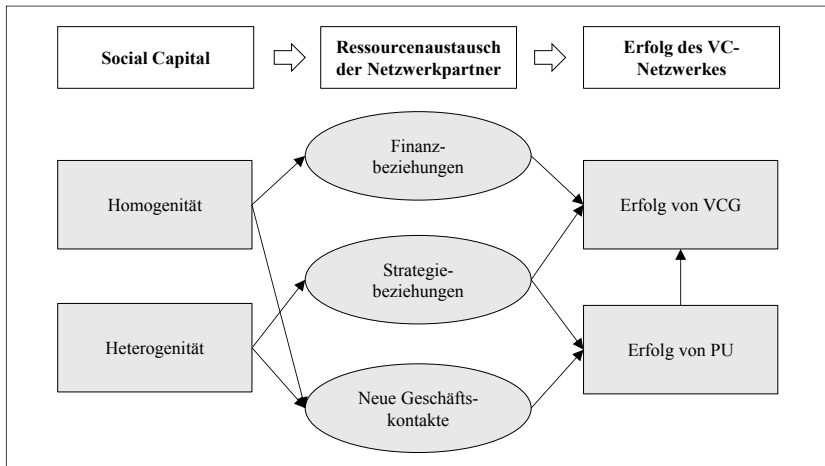 Social Capital
Ressourcenaustausch
der Netzwerkpartner
Erfolg des VC-
Netzwerkes
Finanz-
beziehungen
Homogenität
Erfolg von VCG
Strategie-
beziehungen
Heterogenität
Erfolg von PU
Neue Geschäfts-
kontakte